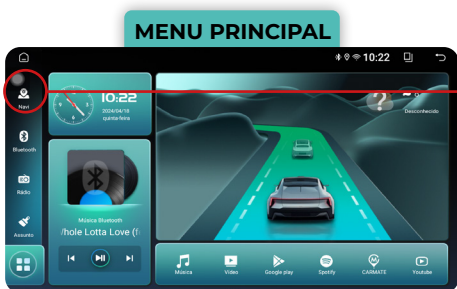 MENU PRINCIPAL
10:22
Navi
10:22
2024/04/18
quinta-feira
Desconhecido
Bluetooth
Rádio
Música Bluetooth
hole Lotta Love (f
Assunto
Música
Vídeo
Google play
Spotify
CARMATE
Youtube